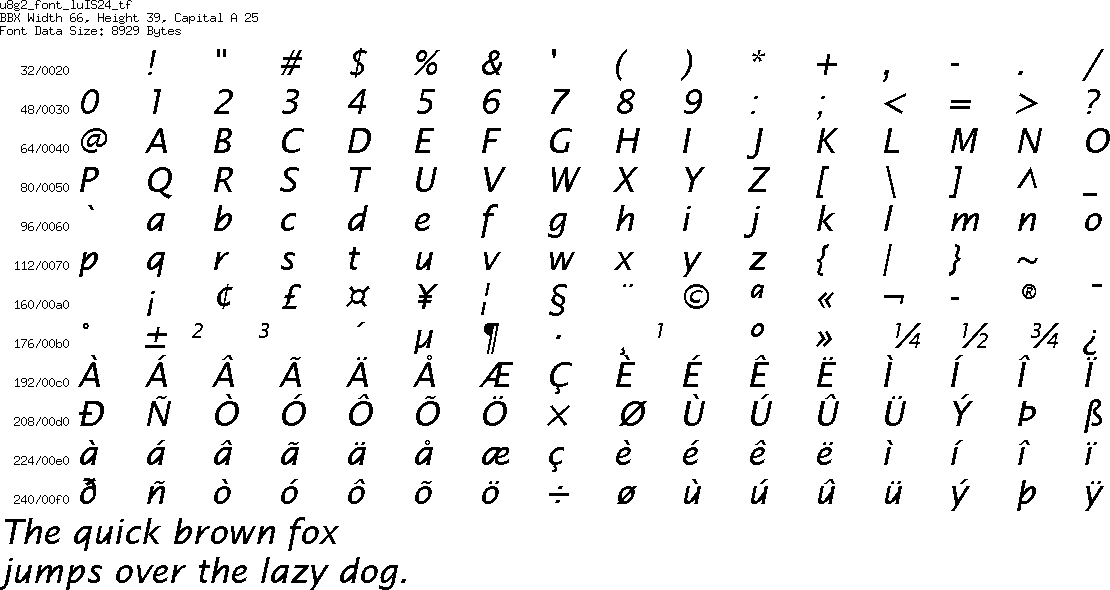 u8g2_font_luIS24_tf
BBX Width 66, Height 39, Capital A 25
Font Data Size: 8929 Bytes
32/0020 ! " # $ % & ' ( ) * + , - . /
48/0030 0 1 2 3 4 5 6 7 8 9 : ; < = > ?
64/0040 @ A B C D E F G H I J K L M N O
80/0050 P Q R S T U V W X Y Z [ \ ] ^ _
96/0060 ` a b c d e f g h i j k l m n o
112/0070 p q r s t u v w x y z { | } ~
160/00a0 ¡ ¢ £ ¤ ¥ ¦ § ¨ © ª « ¬ - ® ¯
176/00b0 ° ± ² ³ ´ µ ¶ · ¸ ¹ º » ¼ ½ ¾ ¿
192/00c0 À Á Â Ã Ä Å Æ Ç È É Ê Ë Ì Í Î Ï
208/00d0 Ð Ñ Ò Ó Ô Õ Ö × Ø Ù Ú Û Ü Ý Þ ß
224/00e0 à á â ã ä å æ ç è é ê ë ì í î ï
240/00f0 ð ñ ò ó ô õ ö ÷ ø ù ú û ü ý þ ÿ
The quick brown fox
jumps over the lazy dog.